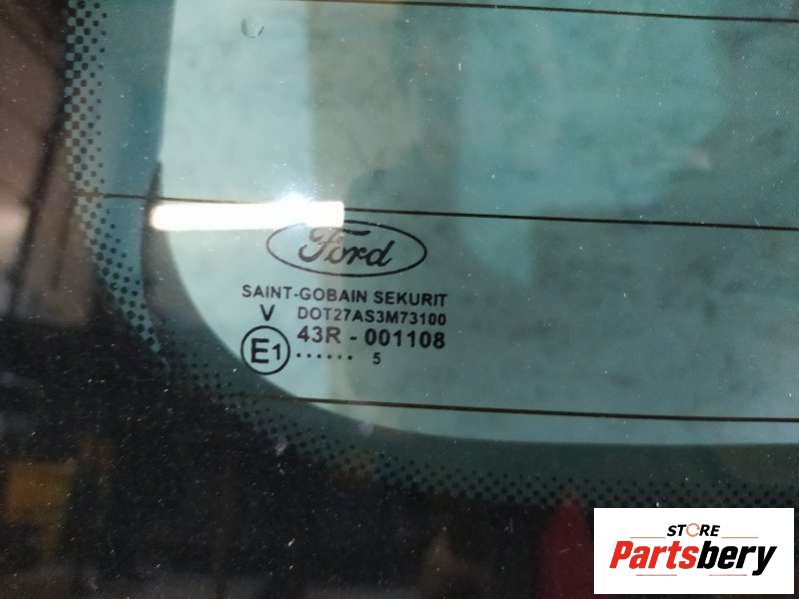 Ford
SAINT-GOBAIN SEKURIT
V DOT27AS3M73100
E1 43R - 001108
...... 5
STORE
Partsbery